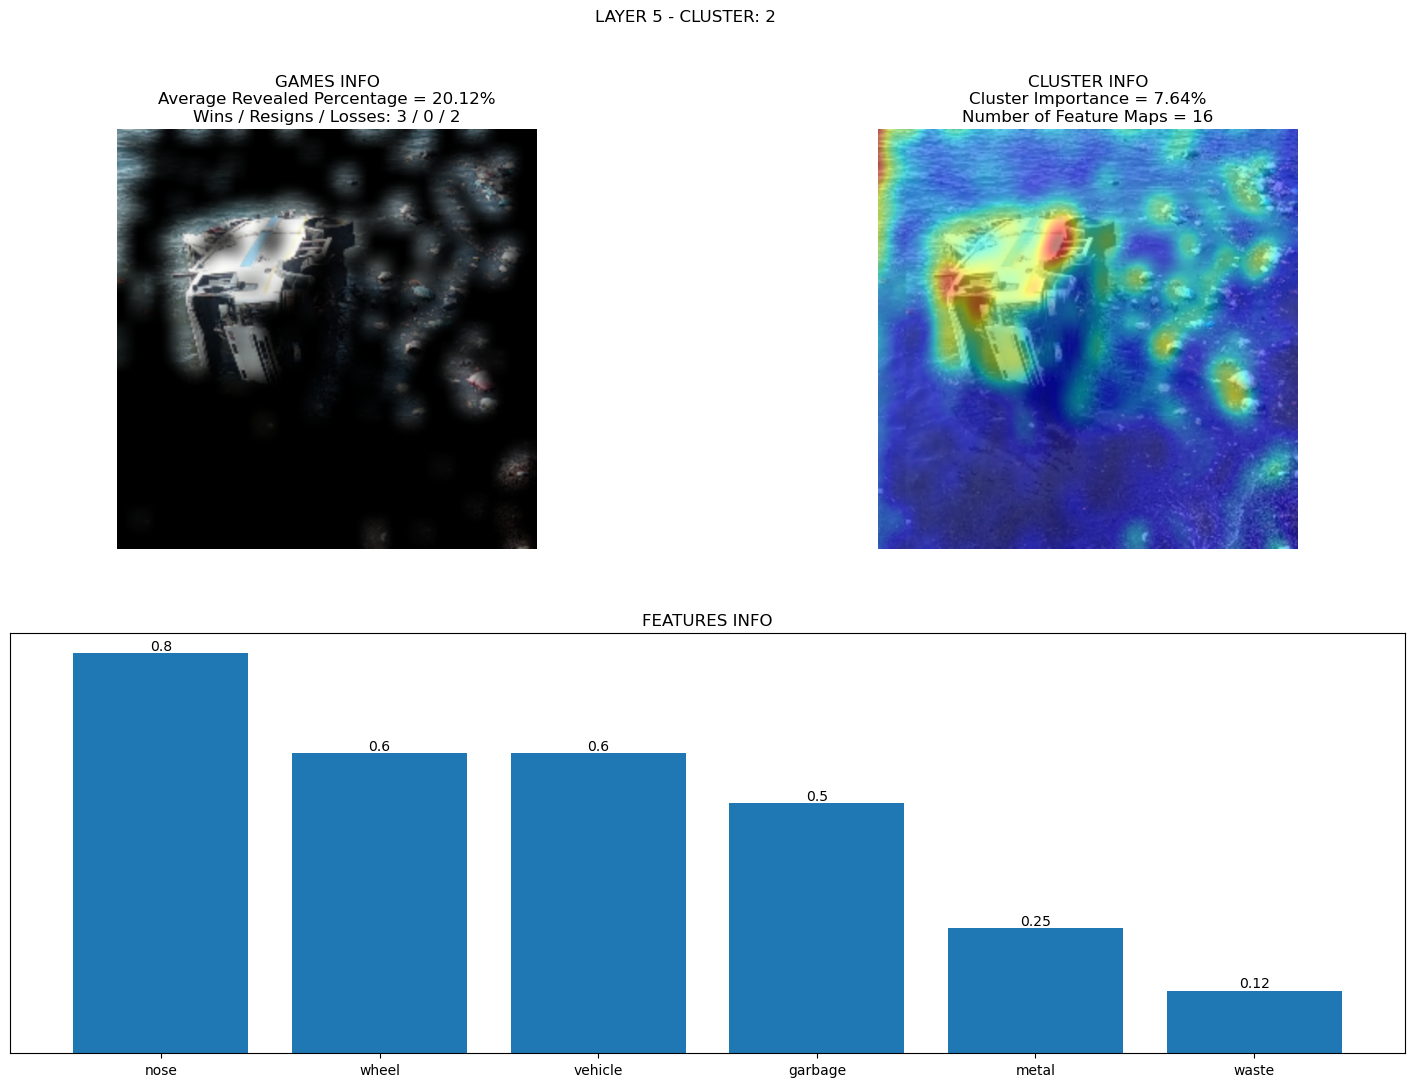 LAYER 5 - CLUSTER: 2
GAMES INFO
Average Revealed Percentage = 20.12%
Wins / Resigns / Losses: 3 / 0 / 2
CLUSTER INFO
Cluster Importance = 7.64%
Number of Feature Maps = 16
FEATURES INFO
0.8
0.6
0.6
0.5
0.25
0.12
nose
wheel
vehicle
garbage
metal
waste